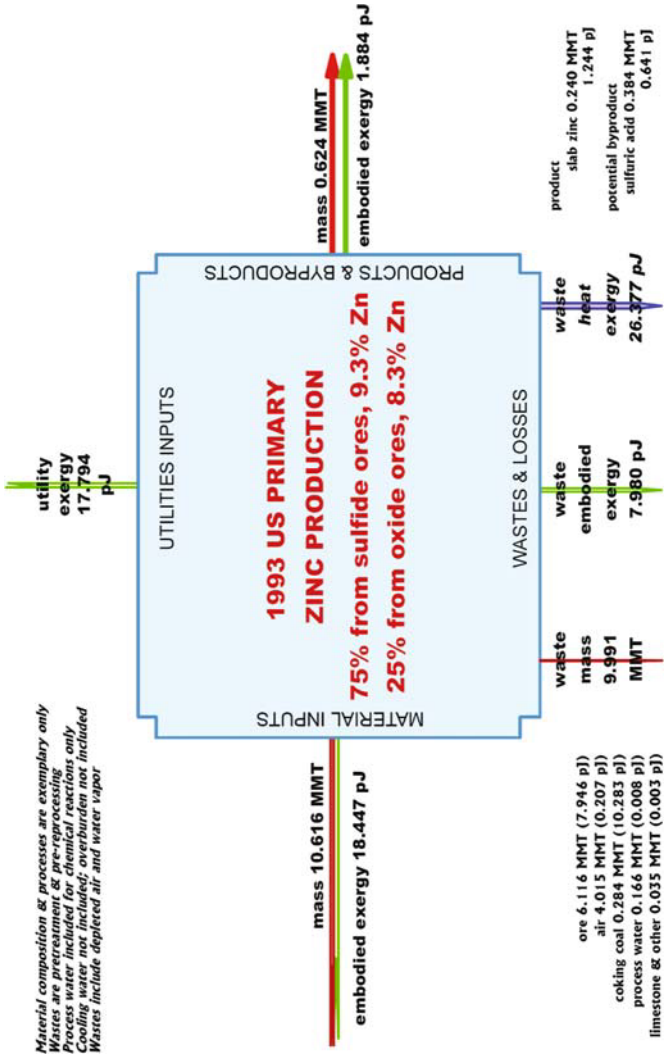 Material composition & processes are exemplary only
Wastes are pretreatment & pre-reprocessing
Process water included for chemical reactions only
Cooling water not included; overburden not included
Wastes include depleted air and water vapor
utility
exergy
17.794
pJ
UTILITIES INPUTS
mass 10.616 MMT
embodied exergy 18.447 pJ
MATERIAL INPUTS
1993 US PRIMARY
ZINC PRODUCTION
75% from sulfide ores, 9.3% Zn
25% from oxide ores, 8.3% Zn
PRODUCTS & BYPRODUCTS
mass 0.624 MMT
embodied exergy 1.884 pJ
WASTES & LOSSES
ore 6.116 MMT (7.946 pJ)
air 4.015 MMT (0.207 pJ)
coking coal 0.284 MMT (10.283 pJ)
process water 0.166 MMT (0.008 pJ)
limestone & other 0.035 MMT (0.003 pJ)
waste
mass
9.991
MMT
waste
embodied
exergy
7.980 pJ
waste
heat
exergy
26.377 pJ
product
slab zinc 0.240 MMT
1.244 pJ
potential byproduct
sulfuric acid 0.384 MMT
0.641 pJ